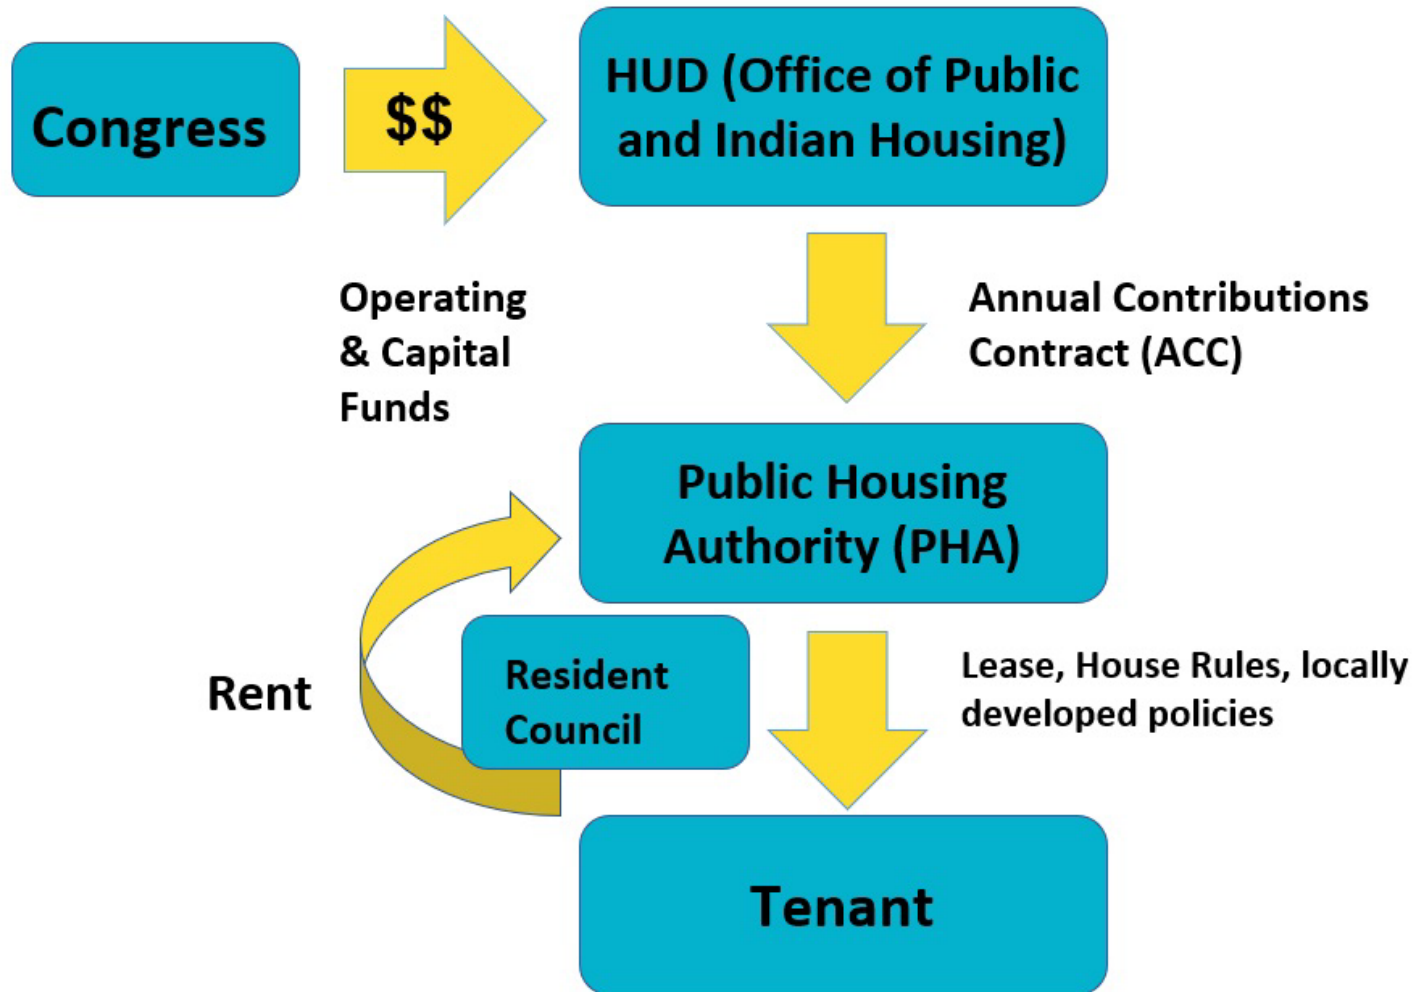 Congress
$$
HUD (Office of Public
and Indian Housing)
Operating
& Capital
Funds
Annual Contributions
Contract (ACC)
Public Housing
Authority (PHA)
Rent
Resident
Council
Lease, House Rules, locally
developed policies
Tenant